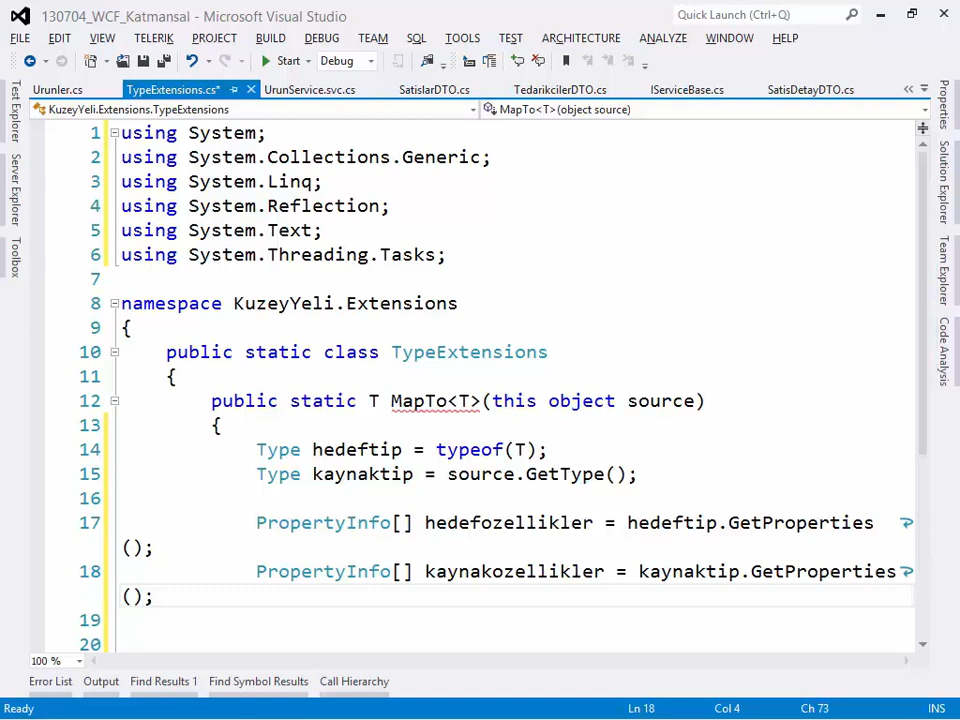 130704_WCF_Katmansal - Microsoft Visual Studio
Quick Launch (Ctrl+Q)
FILE EDIT VIEW TELERIK PROJECT BUILD DEBUG TEAM SQL TOOLS TEST ARCHITECTURE ANALYZE WINDOW HELP
Start Debug
Urunler.cs TypeExtensions.cs* UrunService.svc.cs SatislarDTO.cs TedarikcilerDTO.cs IServiceBase.cs SatisDetayDTO.cs
KuzeyYeli.Extensions.TypeExtensions MapTo<T>(object source)
Test Explorer
Server Explorer
Toolbox
1 using System;
2 using System.Collections.Generic;
3 using System.Linq;
4 using System.Reflection;
5 using System.Text;
6 using System.Threading.Tasks;
7
8 namespace KuzeyYeli.Extensions
9 {
10 public static class TypeExtensions
11 {
12 public static T MapTo<T>(this object source)
13 {
14 Type hedeftip = typeof(T);
15 Type kaynaktip = source.GetType();
16
17 PropertyInfo[] hedefozellikler = hedeftip.GetProperties
();
18 PropertyInfo[] kaynakozellikler = kaynaktip.GetProperties
();
19
20
Properties
Solution Explorer
Team Explorer
Code Analysis
100 %
Error List Output Find Results 1 Find Symbol Results Call Hierarchy
Ready Ln 18 Col 4 Ch 73 INS